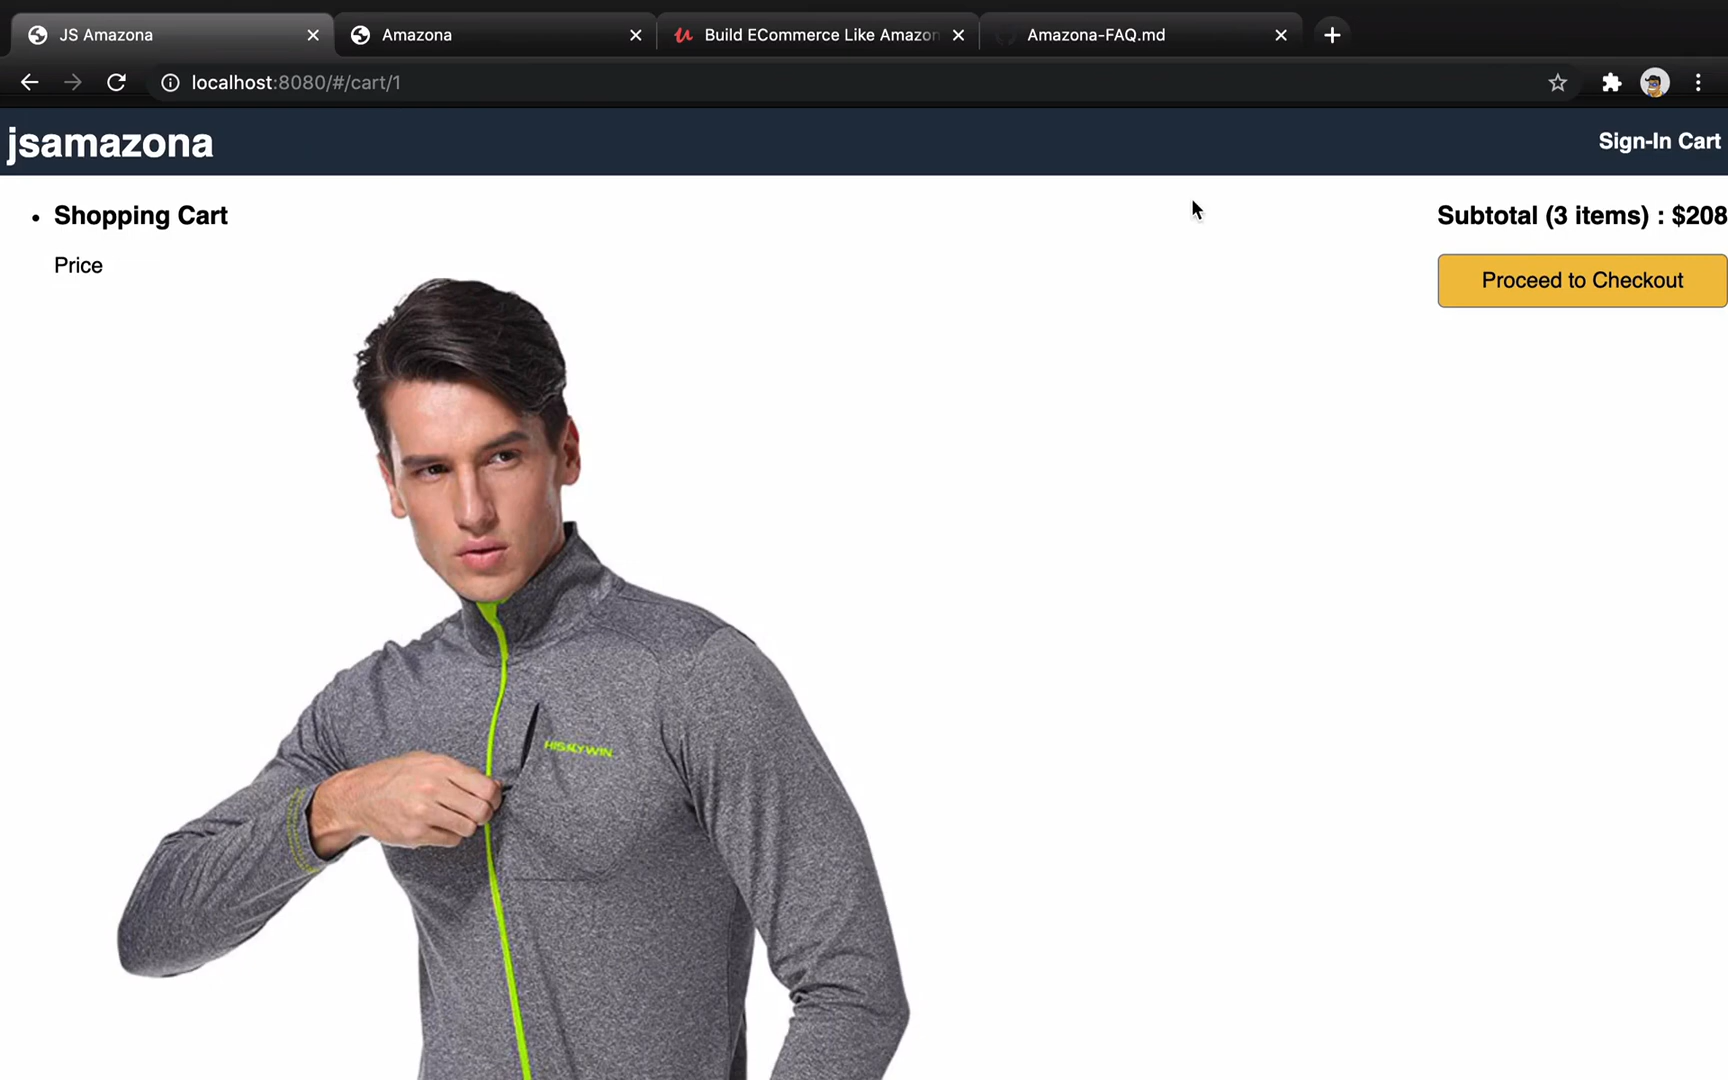 JS Amazona
Amazona
Build ECommerce Like Amazon
Amazona-FAQ.md
localhost:8080/#/cart/1
jsamazona
Sign-In Cart
Shopping Cart
Subtotal (3 items) : $208
Price
Proceed to Checkout